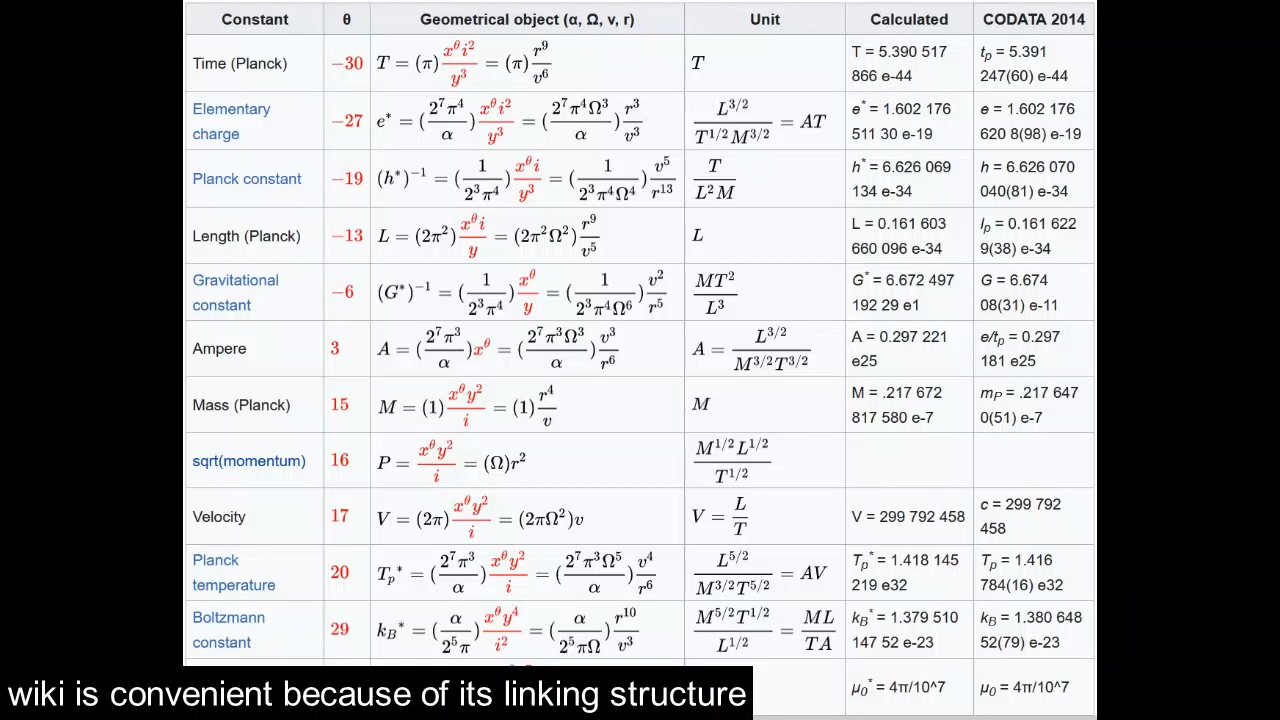 Constant θ Geometrical object (α, Ω, v, r) Unit Calculated CODATA 2014
Time (Planck) −30 T = (π) x^θ i^2 / y^3 = (π) r^9 / v^6 T T = 5.390 517 866 e-44 t_p = 5.391 247(60) e-44
Elementary charge −27 e* = (2^7 π^4 / α) x^θ i^2 / y^3 = (2^7 π^4 Ω^3 / α) r^3 / v^3 L^3/2 / T^1/2 M^3/2 = AT e* = 1.602 176 511 30 e-19 e = 1.602 176 620 8(98) e-19
Planck constant −19 (h*)^−1 = (1 / 2^3 π^4) x^θ i / y^3 = (1 / 2^3 π^4 Ω^4) v^5 / r^13 T / L^2 M h* = 6.626 069 134 e-34 h = 6.626 070 040(81) e-34
Length (Planck) −13 L = (2π^2) x^θ i / y = (2π^2 Ω^2) r^9 / v^5 L L = 0.161 603 660 096 e-34 l_p = 0.161 622 9(38) e-34
Gravitational constant −6 (G*)^−1 = (1 / 2^3 π^4) x^θ / y = (1 / 2^3 π^4 Ω^6) v^2 / r^5 MT^2 / L^3 G* = 6.672 497 192 29 e1 G = 6.674 08(31) e-11
Ampere 3 A = (2^7 π^3 / α) x^θ = (2^7 π^3 Ω^3 / α) v^3 / r^6 A = L^3/2 / M^3/2 T^3/2 A = 0.297 221 e25 e/t_p = 0.297 181 e25
Mass (Planck) 15 M = (1) x^θ y^2 / i = (1) r^4 / v M M = .217 672 817 580 e-7 m_P = .217 647 0(51) e-7
sqrt(momentum) 16 P = x^θ y^2 / i = (Ω) r^2 M^1/2 L^1/2 / T^1/2
Velocity 17 V = (2π) x^θ y^2 / i = (2πΩ^2) v V = L / T V = 299 792 458 c = 299 792 458
Planck temperature 20 T_p* = (2^7 π^3 / α) x^θ y^2 / i = (2^7 π^3 Ω^5 / α) v^4 / r^6 L^5/2 / M^3/2 T^5/2 = AV T_p* = 1.418 145 219 e32 T_p = 1.416 784(16) e32
Boltzmann constant 29 k_B* = (α / 2^5 π) x^θ y^4 / i^2 = (α / 2^5 πΩ) r^10 / v^3 M^5/2 T^1/2 / L^1/2 = ML / TA k_B* = 1.379 510 147 52 e-23 k_B = 1.380 648 52(79) e-23
μ_0* = 4π/10^7 μ_0 = 4π/10^7
wiki is convenient because of its linking structure